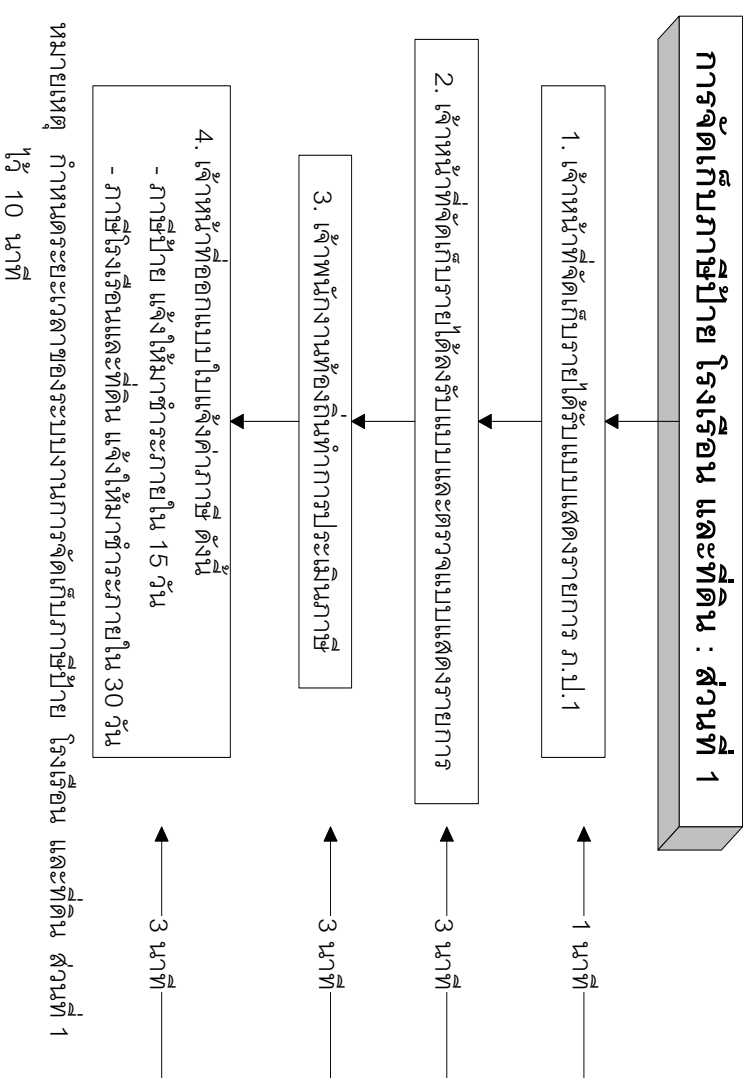 การจัดเก็บภาษีป้าย โรงเรือน และที่ดิน : ส่วนที่ 1
1. เจ้าหน้าที่จัดเก็บรายได้รับแบบแสดงรายการ ภ.ป.1
1 นาที
2. เจ้าหน้าที่จัดเก็บรายได้ลงรับแบบและตรวจแบบแสดงรายการ
3 นาที
3. เจ้าพนักงานท้องถิ่นทำการประเมินภาษี
3 นาที
4. เจ้าหน้าที่ออกแบบใบแจ้งค่าภาษี ดังนี้
- ภาษีป้าย แจ้งให้มาชำระภายใน 15 วัน
- ภาษีโรงเรือนและที่ดิน แจ้งให้มาชำระภายใน 30 วัน
3 นาที
หมายเหตุ กำหนดระยะเวลาของระบบงานการจัดเก็บภาษีป้าย โรงเรือน และที่ดิน ส่วนที่ 1
ไว้ 10 นาที